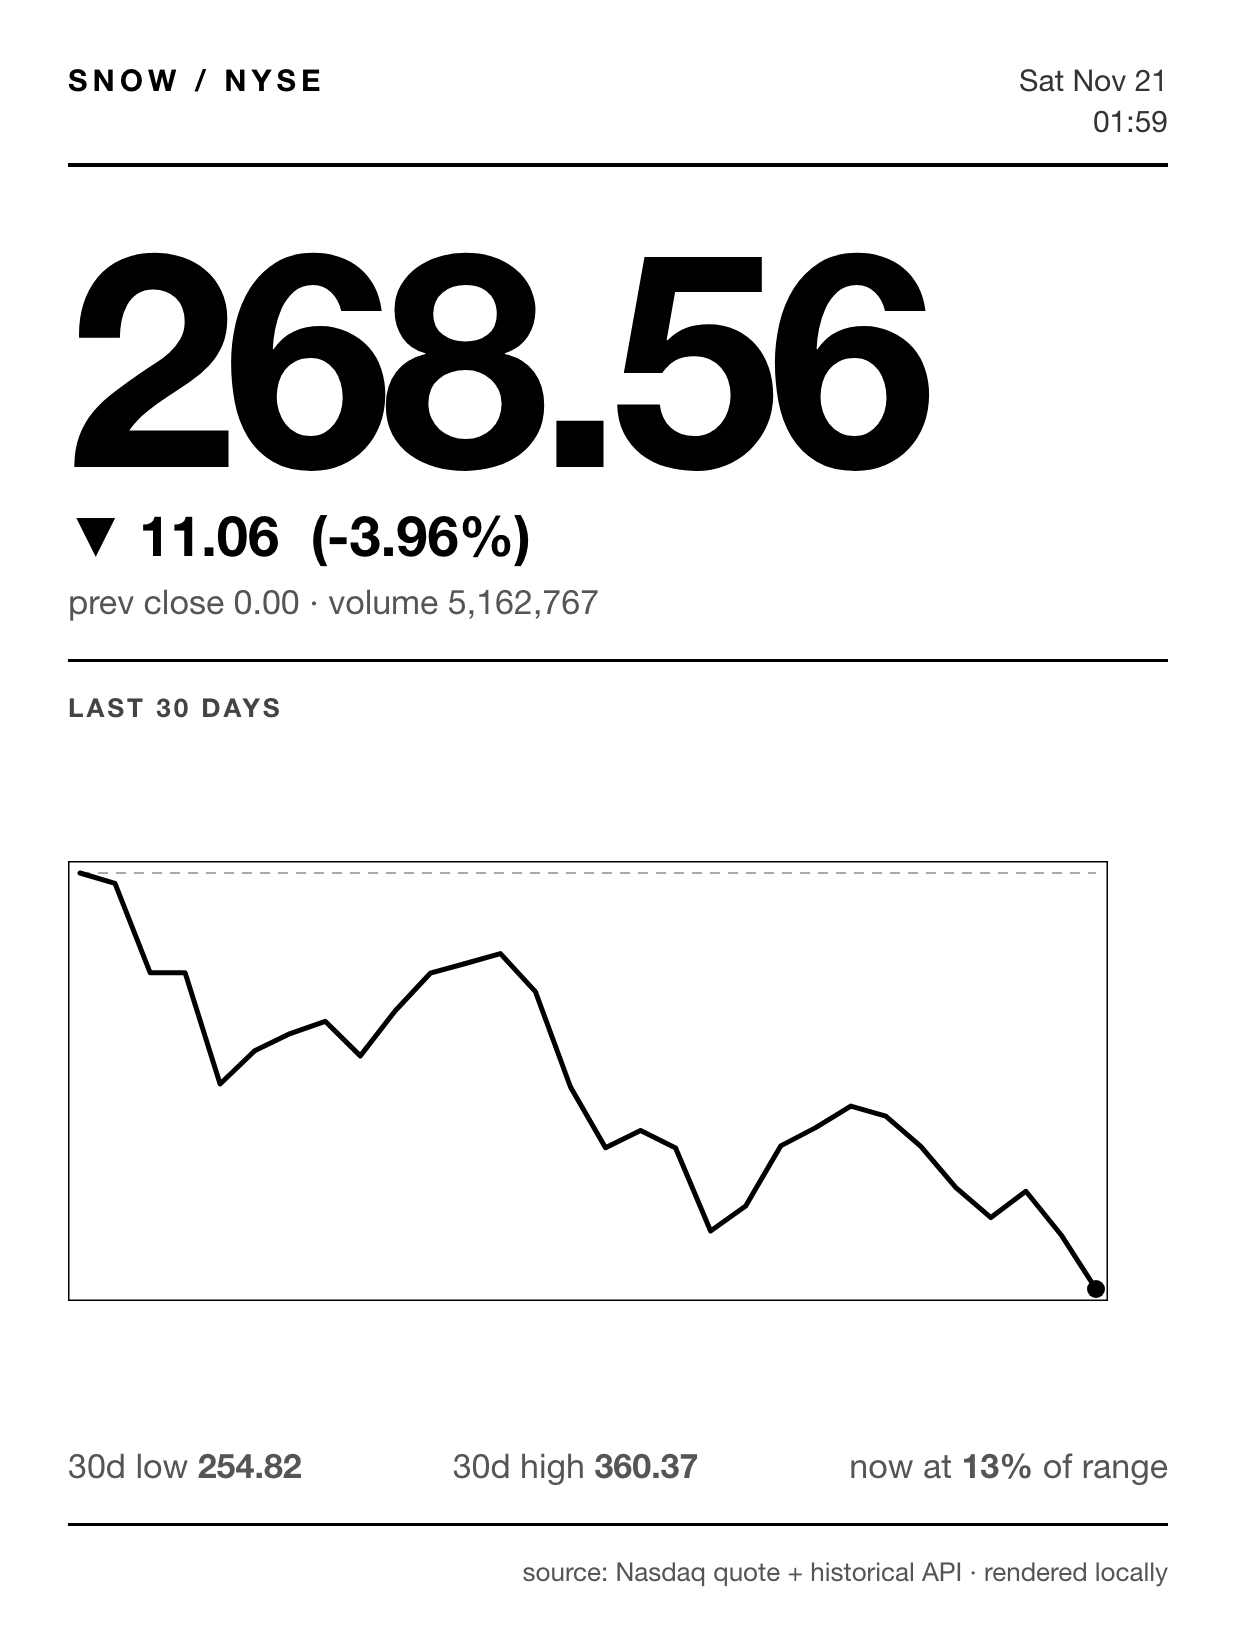 SNOW / NYSE
Sat Nov 21
01:59
268.56
▼ 11.06 (-3.96%)
prev close 0.00 · volume 5,162,767
LAST 30 DAYS
30d low 254.82 30d high 360.37 now at 13% of range
source: Nasdaq quote + historical API · rendered locally